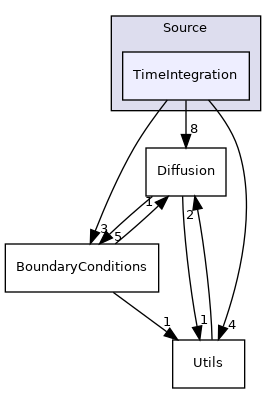 Source
TimeIntegration
8
Diffusion
3
1
5
2
BoundaryConditions
1
1
4
Utils